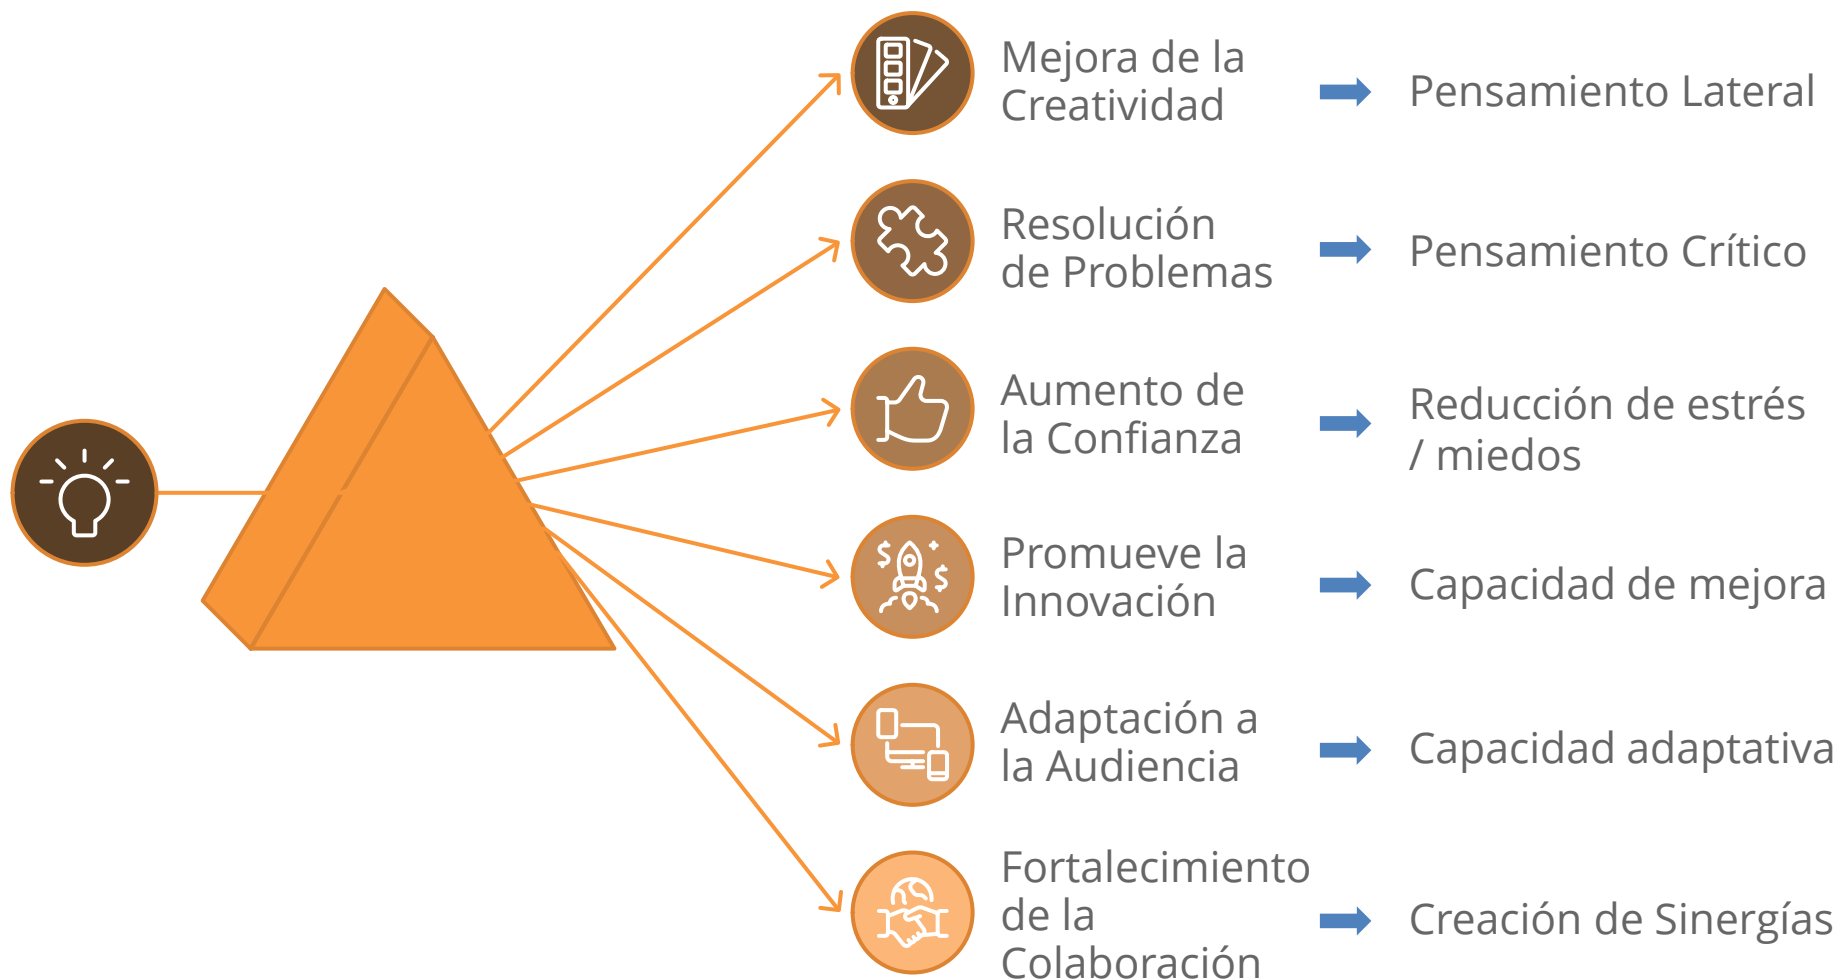 Mejora de la
Creatividad
Pensamiento Lateral
Resolución
de Problemas
Pensamiento Crítico
Aumento de
la Confianza
Reducción de estrés
/ miedos
Promueve la
Innovación
Capacidad de mejora
Adaptación a
la Audiencia
Capacidad adaptativa
Fortalecimiento
de la
Colaboración
Creación de Sinergías